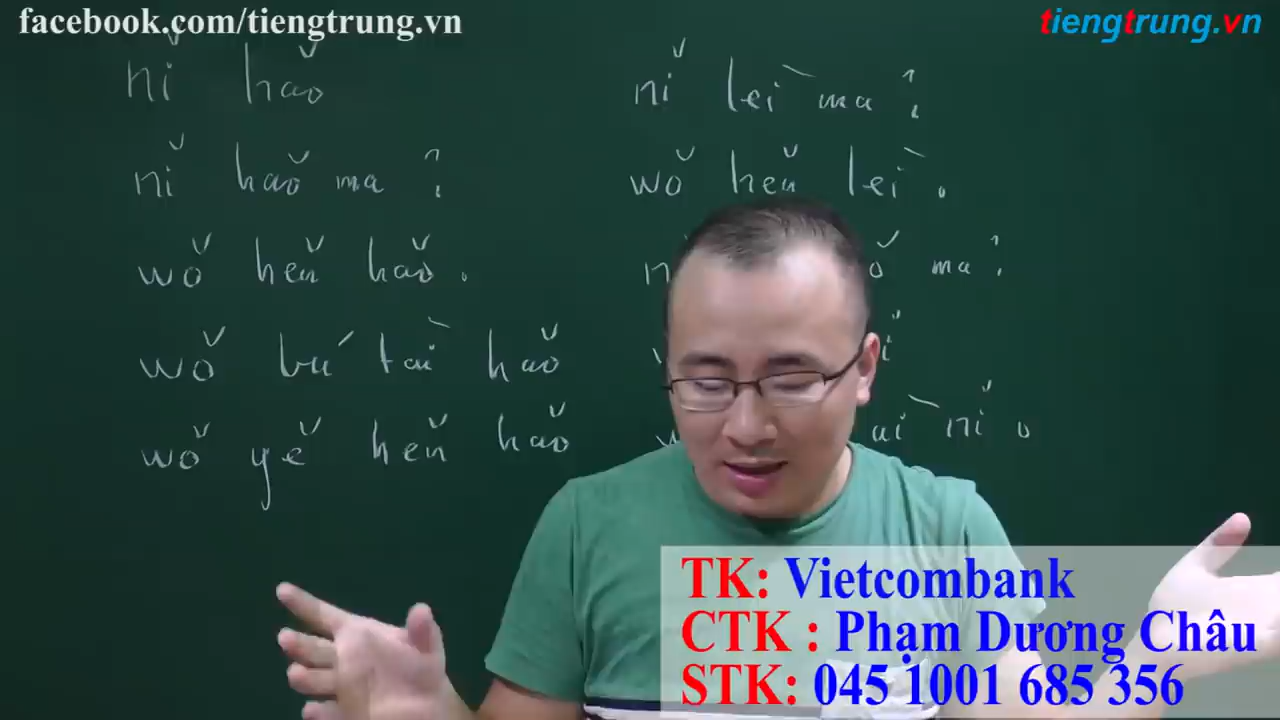 facebook.com/tiengtrung.vn
tiengtrung.vn
nǐ hǎo
nǐ hǎo ma ?
wǒ hěn hǎo .
wǒ bú tài hǎo
wǒ yě hěn hǎo
nǐ lèi ma ?
wǒ hěn lèi .
ma ?
ài nǐ
TK: Vietcombank
CTK : Phạm Dương Châu
STK: 045 1001 685 356